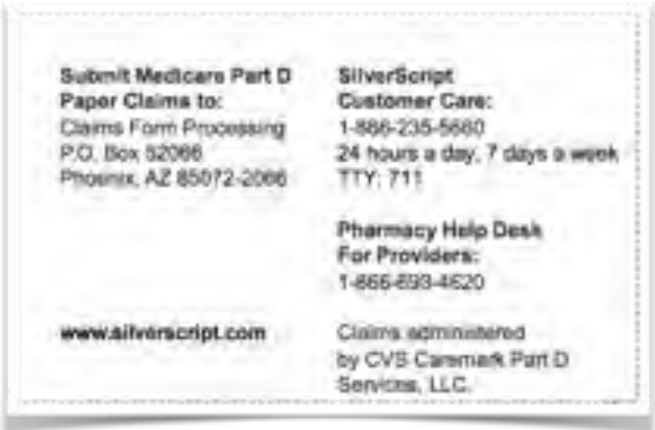 Submit Medicare Part D
Paper Claims to:
Claims Form Processing
P.O. Box 52066
Phoenix, AZ 85072-2066
www.silverscript.com
SilverScript
Customer Care:
1-866-235-5660
24 hours a day, 7 days a week
TTY: 711
Pharmacy Help Desk
For Providers:
1-866-693-4620
Claims administered
by CVS Caremark Part D
Services, LLC.